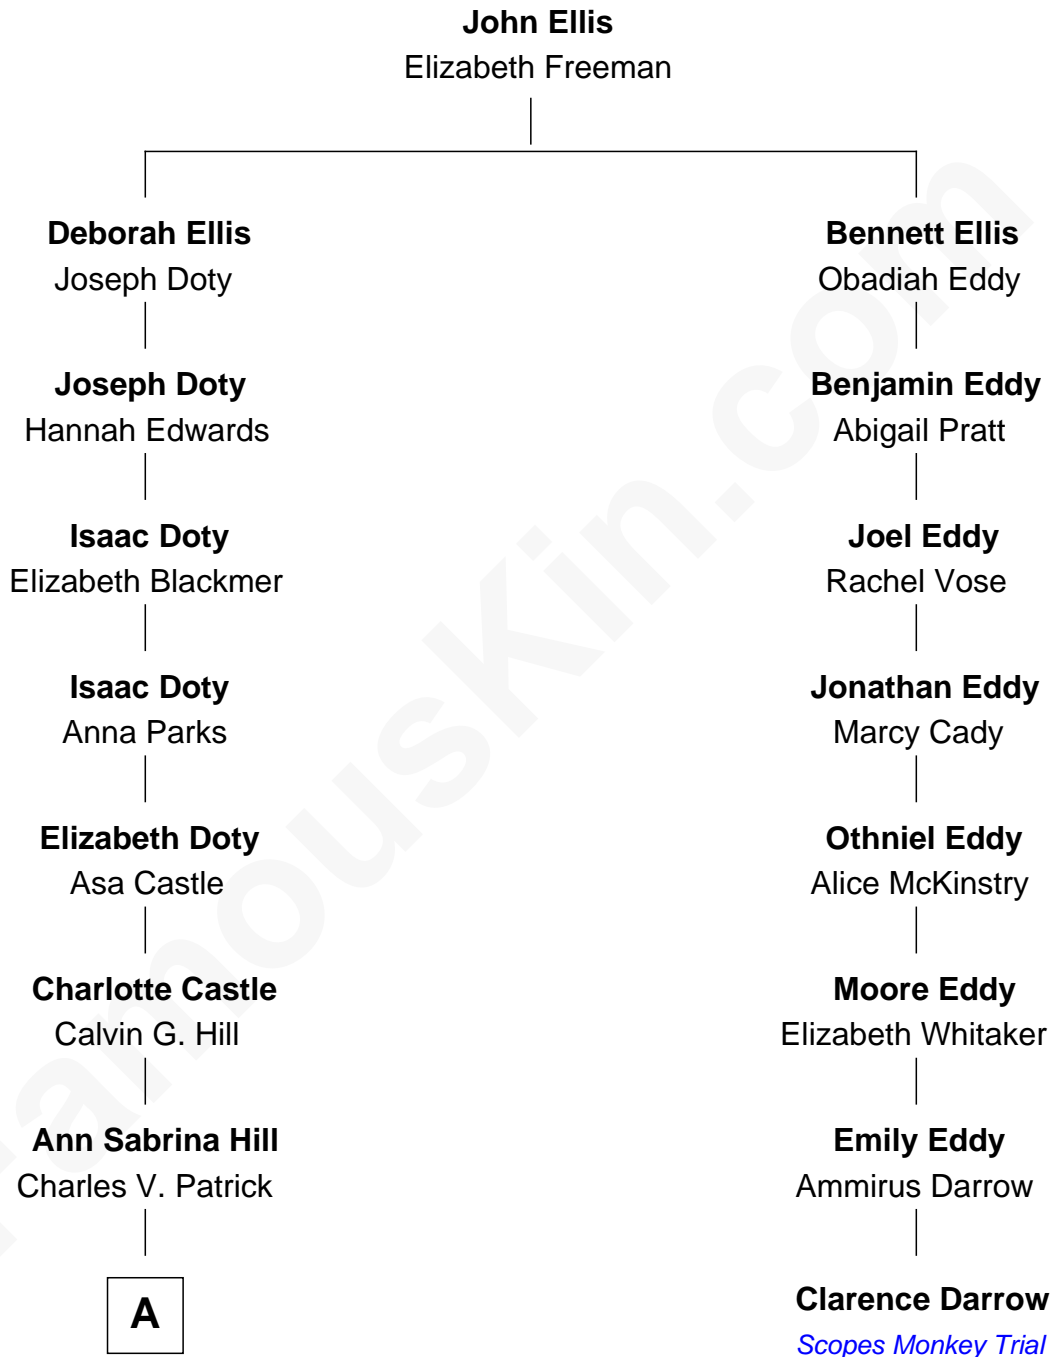 John Ellis
Elizabeth Freeman
Deborah Ellis
Joseph Doty
Bennett Ellis
Obadiah Eddy
Joseph Doty
Hannah Edwards
Benjamin Eddy
Abigail Pratt
Isaac Doty
Elizabeth Blackmer
Joel Eddy
Rachel Vose
Isaac Doty
Anna Parks
Jonathan Eddy
Marcy Cady
Elizabeth Doty
Asa Castle
Othniel Eddy
Alice McKinstry
Charlotte Castle
Calvin G. Hill
Moore Eddy
Elizabeth Whitaker
Ann Sabrina Hill
Charles V. Patrick
Emily Eddy
Ammirus Darrow
A
Clarence Darrow
Scopes Monkey Trial
FamousKin.com